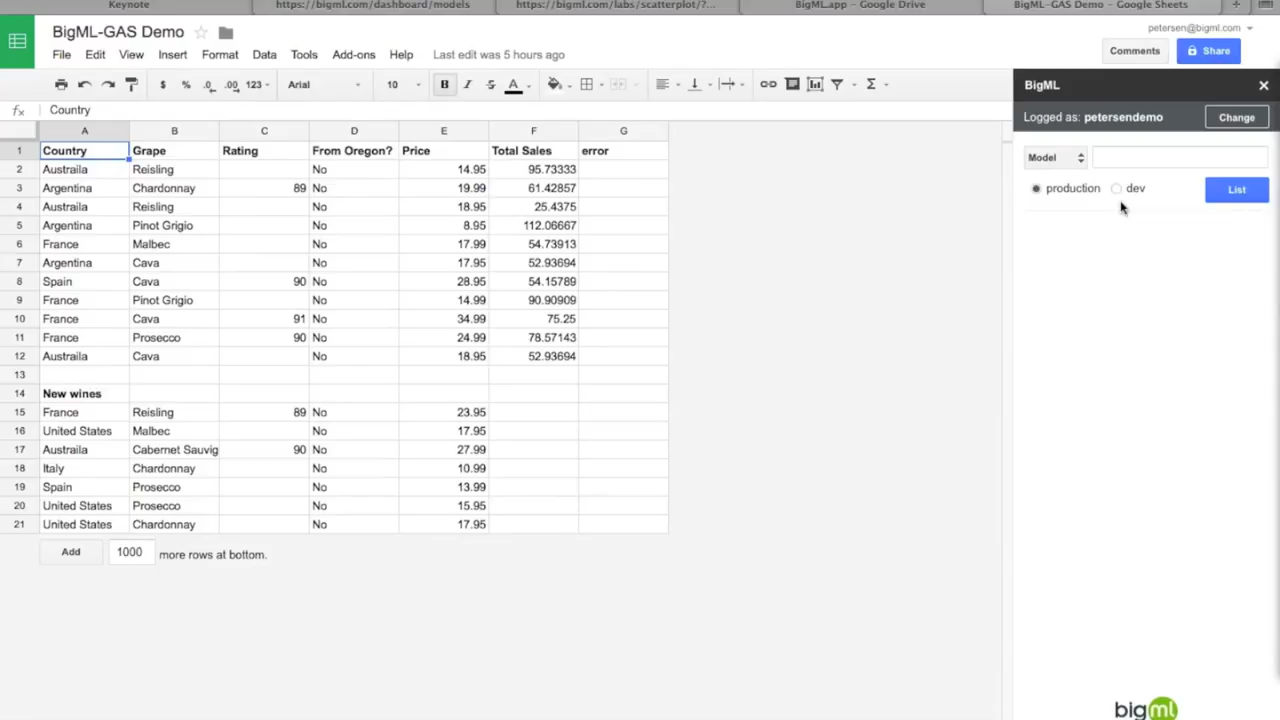 Keynote https://bigml.com/dashboard/models https://bigml.com/labs/scatterplot/?... BigML.app – Google Drive BigML-GAS Demo – Google Sheets +
BigML-GAS Demo
petersen@bigml.com
File Edit View Insert Format Data Tools Add-ons Help Last edit was 5 hours ago
Comments Share
$ % .0 .00 123 Arial 10 B I S A Σ
BigML
fx Country
Logged as: petersendemo Change
A B C D E F G
Model
production dev List
1 Country Grape Rating From Oregon? Price Total Sales error
2 Austraila Reisling No 14.95 95.73333
3 Argentina Chardonnay 89 No 19.99 61.42857
4 Austraila Reisling No 18.95 25.4375
5 Argentina Pinot Grigio No 8.95 112.06667
6 France Malbec No 17.99 54.73913
7 Argentina Cava No 17.95 52.93694
8 Spain Cava 90 No 28.95 54.15789
9 France Pinot Grigio No 14.99 90.90909
10 France Cava 91 No 34.99 75.25
11 France Prosecco 90 No 24.99 78.57143
12 Austraila Cava No 18.95 52.93694
13
14 New wines
15 France Reisling 89 No 23.95
16 United States Malbec No 17.95
17 Austraila Cabernet Sauvig 90 No 27.99
18 Italy Chardonnay No 10.99
19 Spain Prosecco No 13.99
20 United States Prosecco No 15.95
21 United States Chardonnay No 17.95
Add 1000 more rows at bottom.
bigml